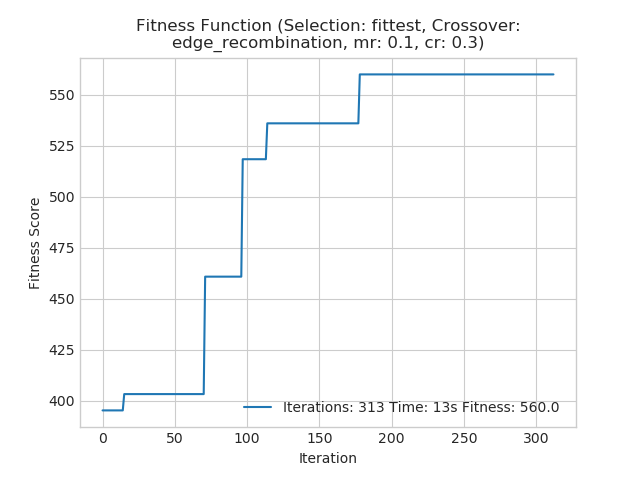 Fitness Function (Selection: fittest, Crossover:
edge_recombination, mr: 0.1, cr: 0.3)
550
525
500
475
450
425
400
Fitness Score
Iterations: 313 Time: 13s Fitness: 560.0
0 50 100 150 200 250 300
Iteration